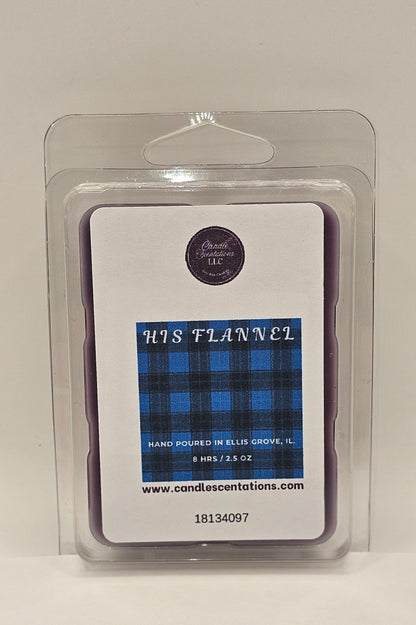 Candle
Scentations
LLC
HIS FLANNEL
HAND POURED IN ELLIS GROVE, IL.
8 HRS / 2.5 OZ
www.candlescentations.com
18134097